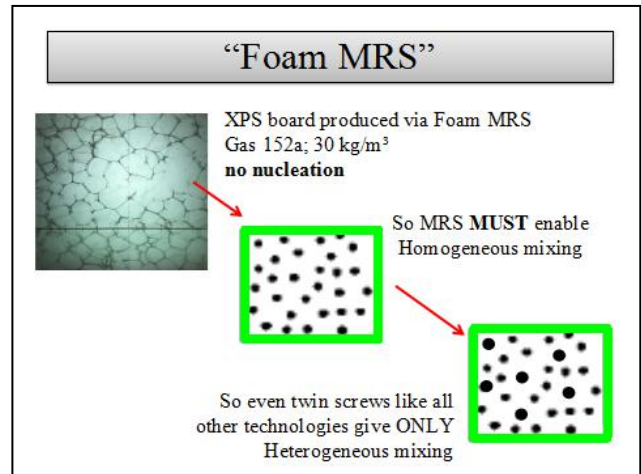 “Foam MRS”
XPS board produced via Foam MRS
Gas 152a; 30 kg/m³
no nucleation
So MRS MUST enable
Homogeneous mixing
So even twin screws like all
other technologies give ONLY
Heterogeneous mixing